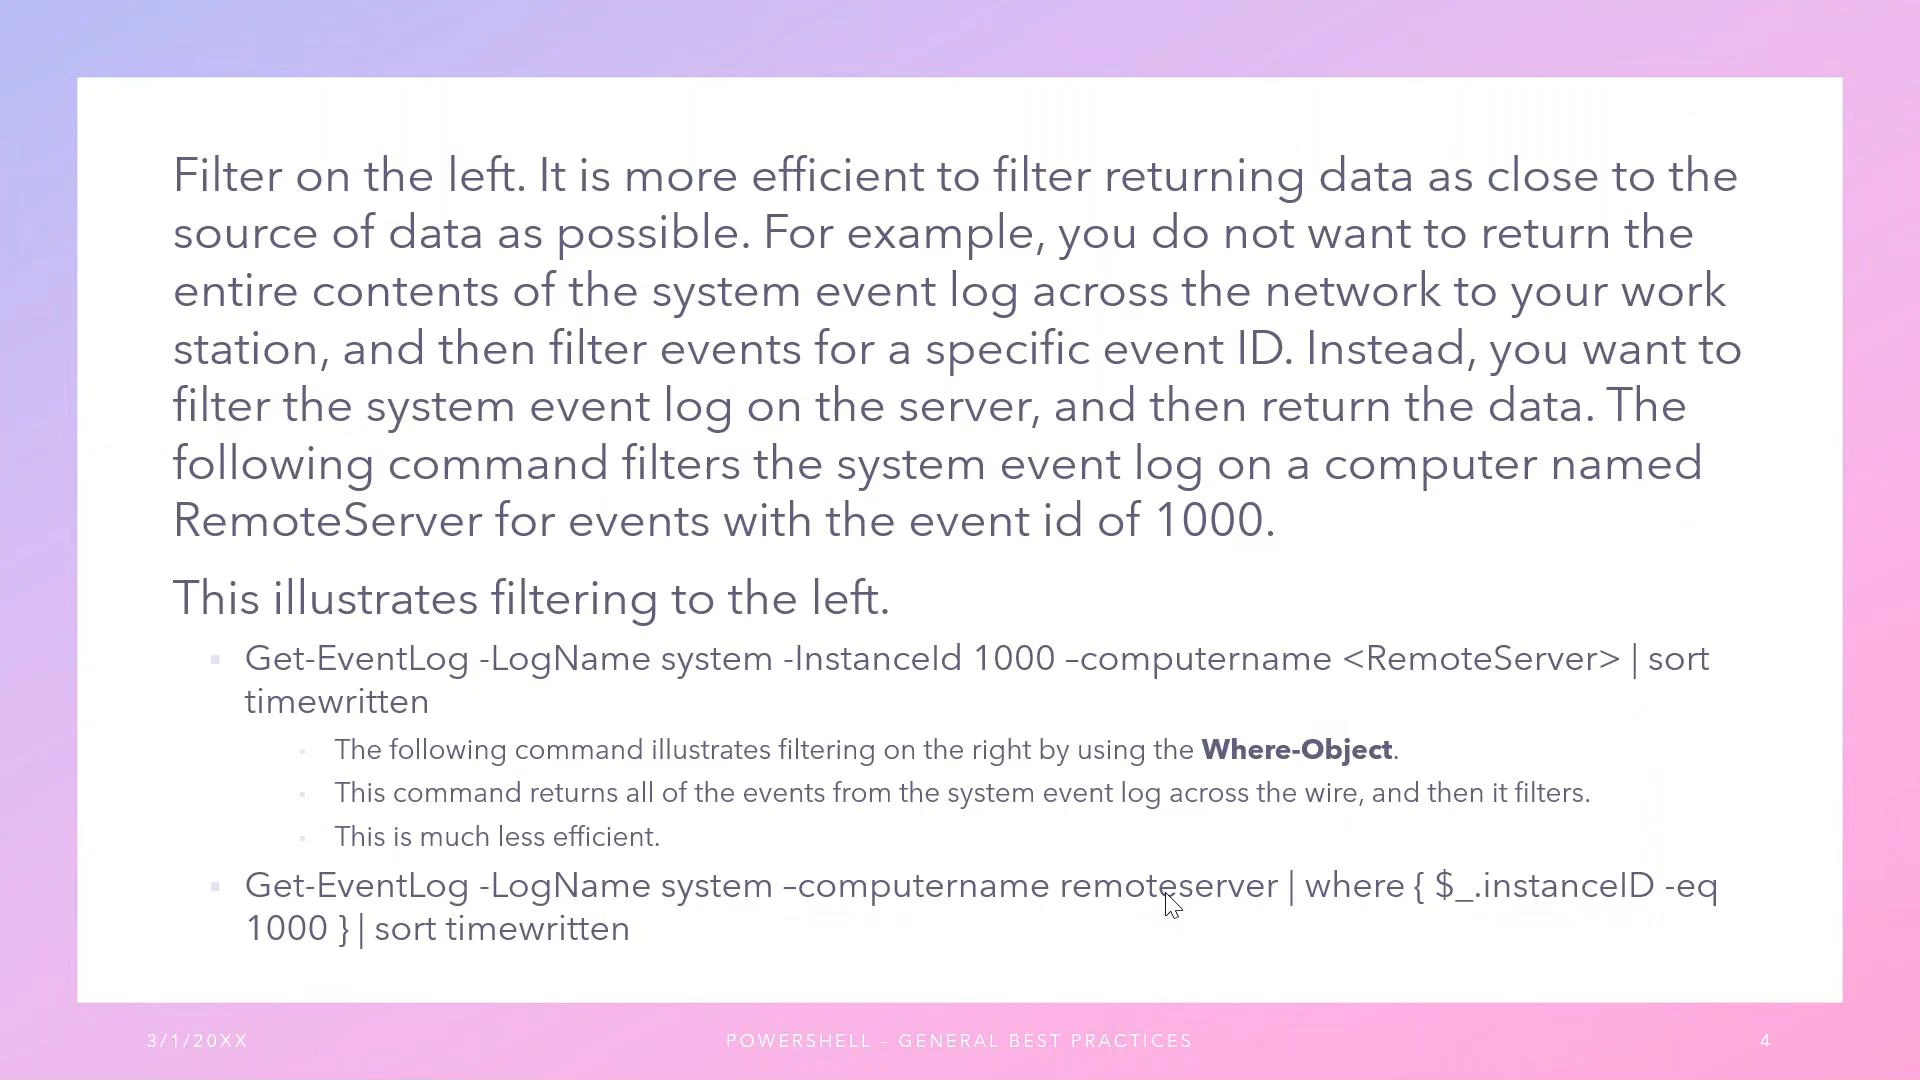 Filter on the left. It is more efficient to filter returning data as close to the
source of data as possible. For example, you do not want to return the
entire contents of the system event log across the network to your work
station, and then filter events for a specific event ID. Instead, you want to
filter the system event log on the server, and then return the data. The
following command filters the system event log on a computer named
RemoteServer for events with the event id of 1000.
This illustrates filtering to the left.
Get-EventLog -LogName system -InstanceId 1000 –computername <RemoteServer> | sort
timewritten
The following command illustrates filtering on the right by using the Where-Object.
This command returns all of the events from the system event log across the wire, and then it filters.
This is much less efficient.
Get-EventLog -LogName system –computername remoteserver | where { $_.instanceID -eq
1000 } | sort timewritten
3/1/20XX
POWERSHELL - GENERAL BEST PRACTICES
4